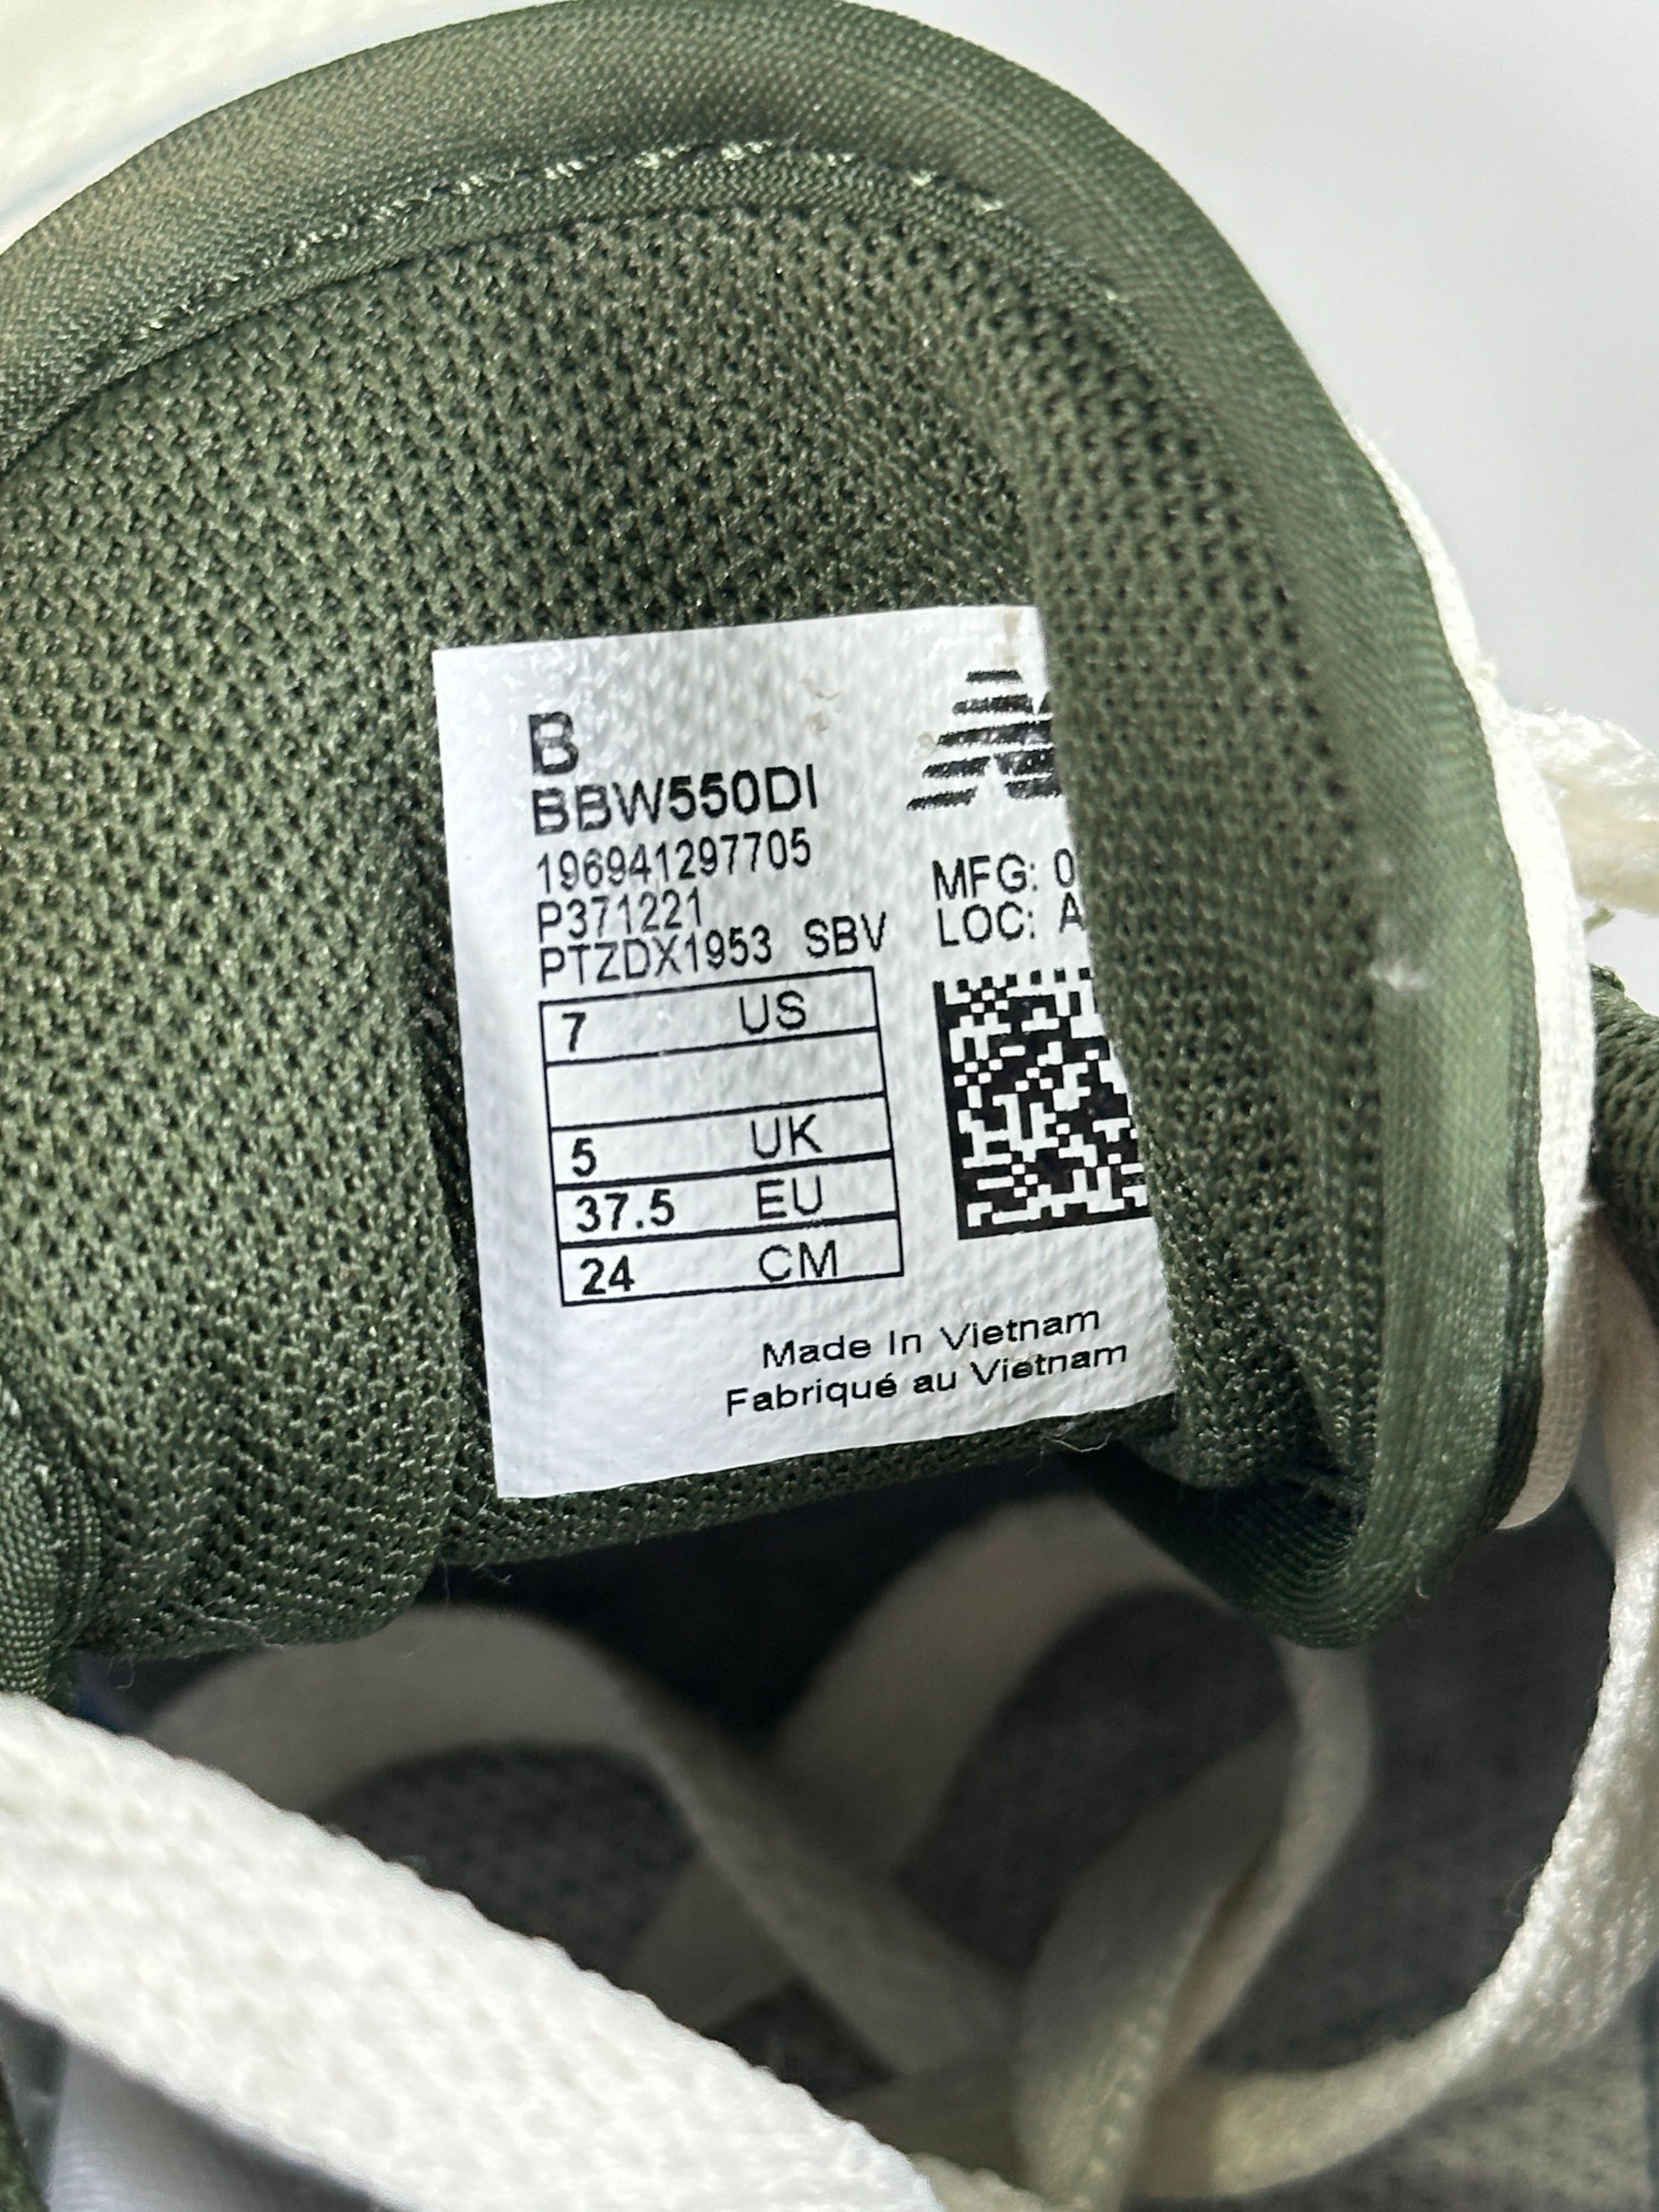 B
BBW550DI
196941297705
P371221
PTZDX1953 SBV
MFG: 0
LOC: A
7 US
5 UK
37.5 EU
24 CM
Made In Vietnam
Fabriqué au Vietnam